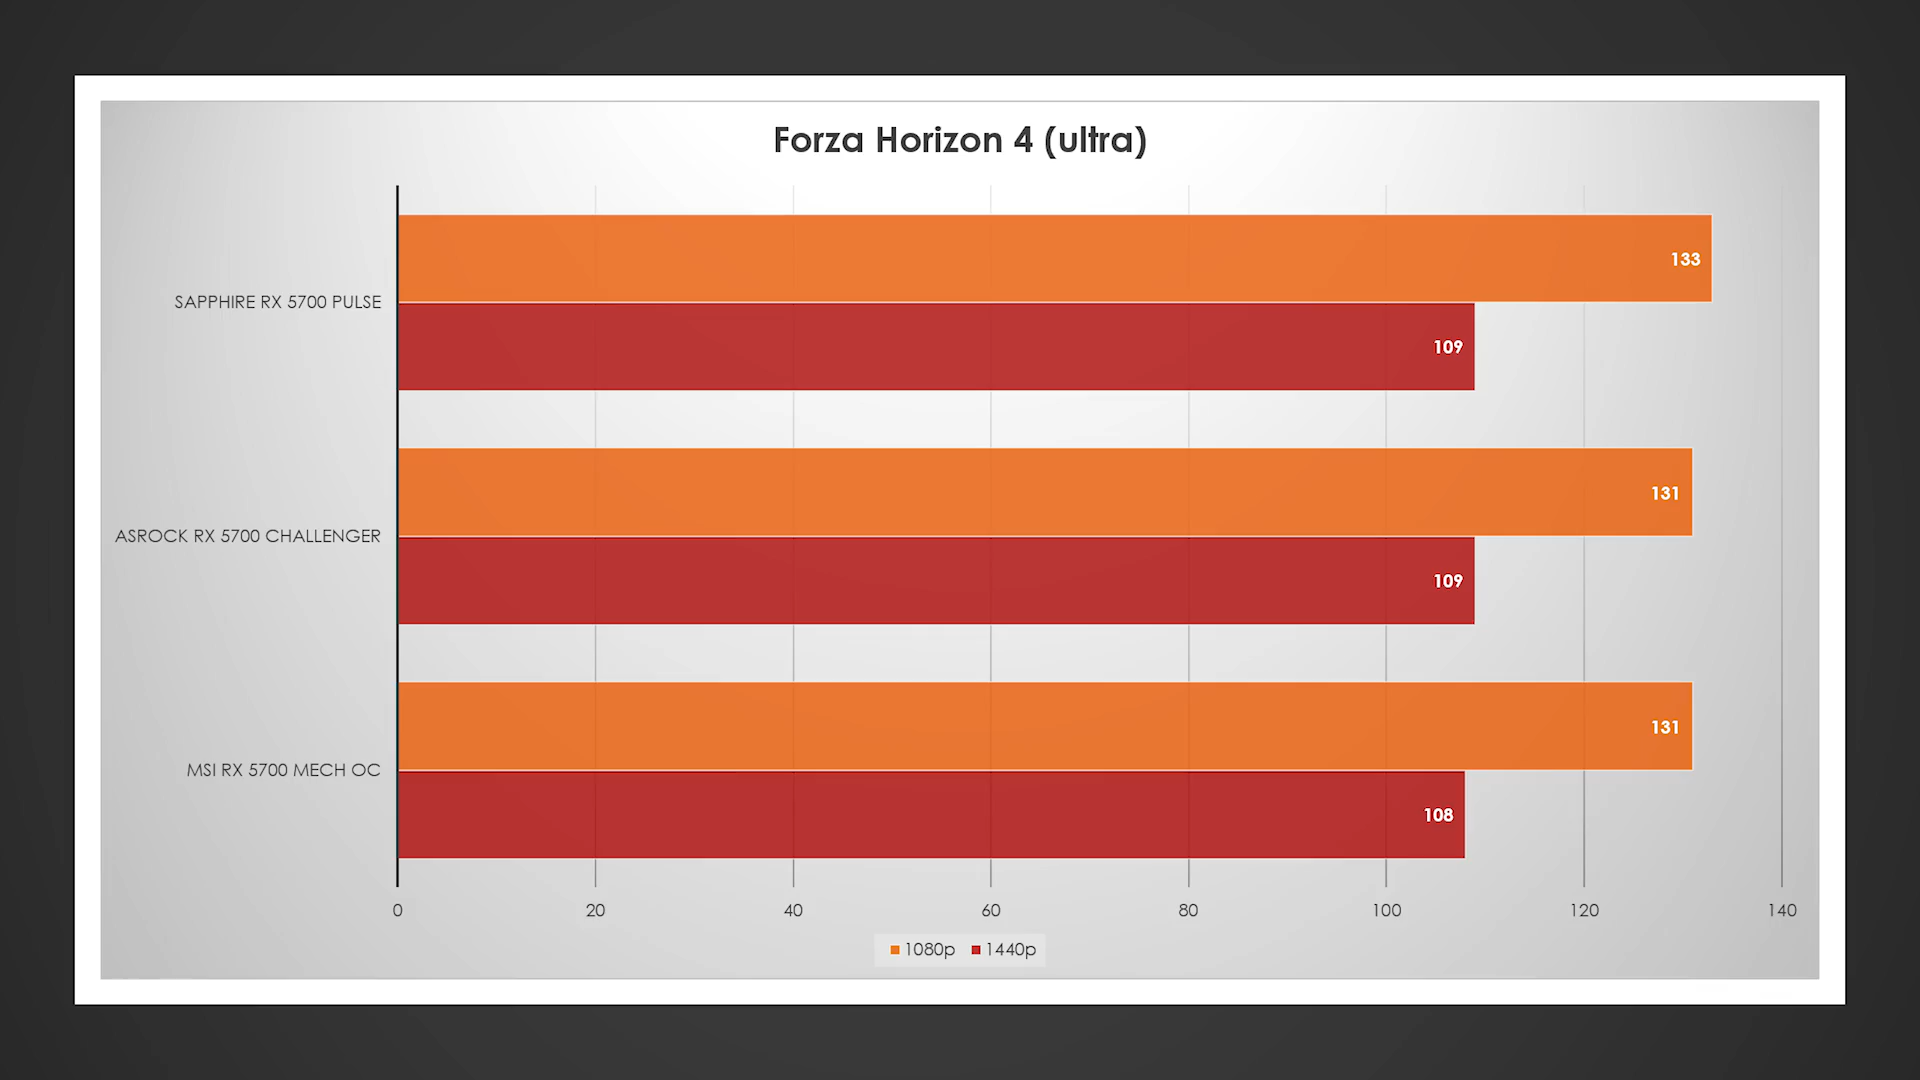 Forza Horizon 4 (ultra)
133
SAPPHIRE RX 5700 PULSE
109
131
ASROCK RX 5700 CHALLENGER
109
131
MSI RX 5700 MECH OC
108
0 20 40 60 80 100 120 140
1080p 1440p